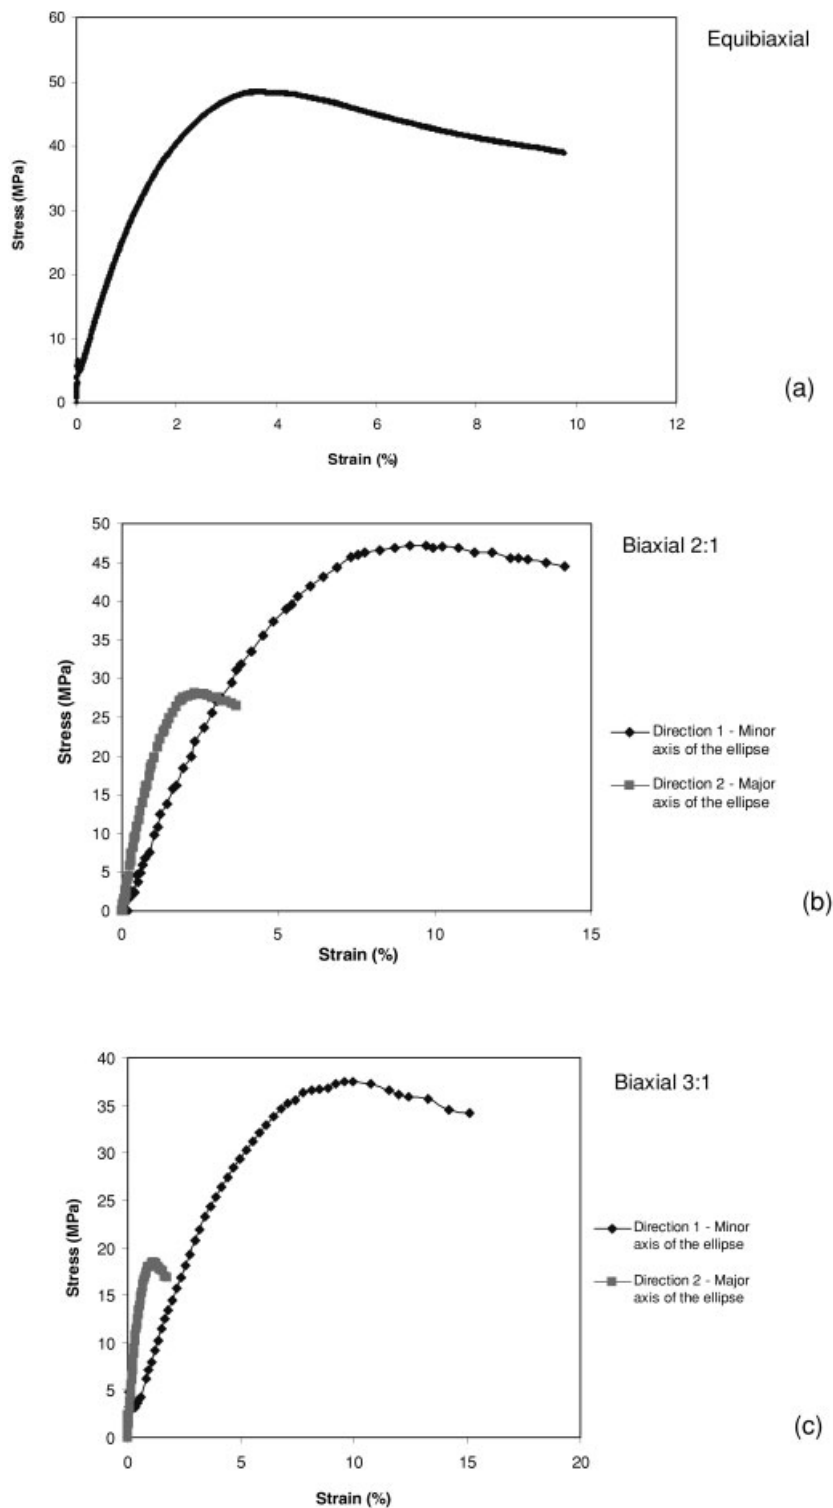 Equibiaxial
60
50
40
30
20
10
0
Stress (MPa)
0 2 4 6 8 10 12
Strain (%)
(a)
Biaxial 2:1
50
45
40
35
30
25
20
15
10
5
0
Stress (MPa)
0 5 10 15
Strain (%)
Direction 1 - Minor
axis of the ellipse
Direction 2 - Major
axis of the ellipse
(b)
Biaxial 3:1
40
35
30
25
20
15
10
5
0
Stress (MPa)
0 5 10 15 20
Strain (%)
Direction 1 - Minor
axis of the ellipse
Direction 2 - Major
axis of the ellipse
(c)